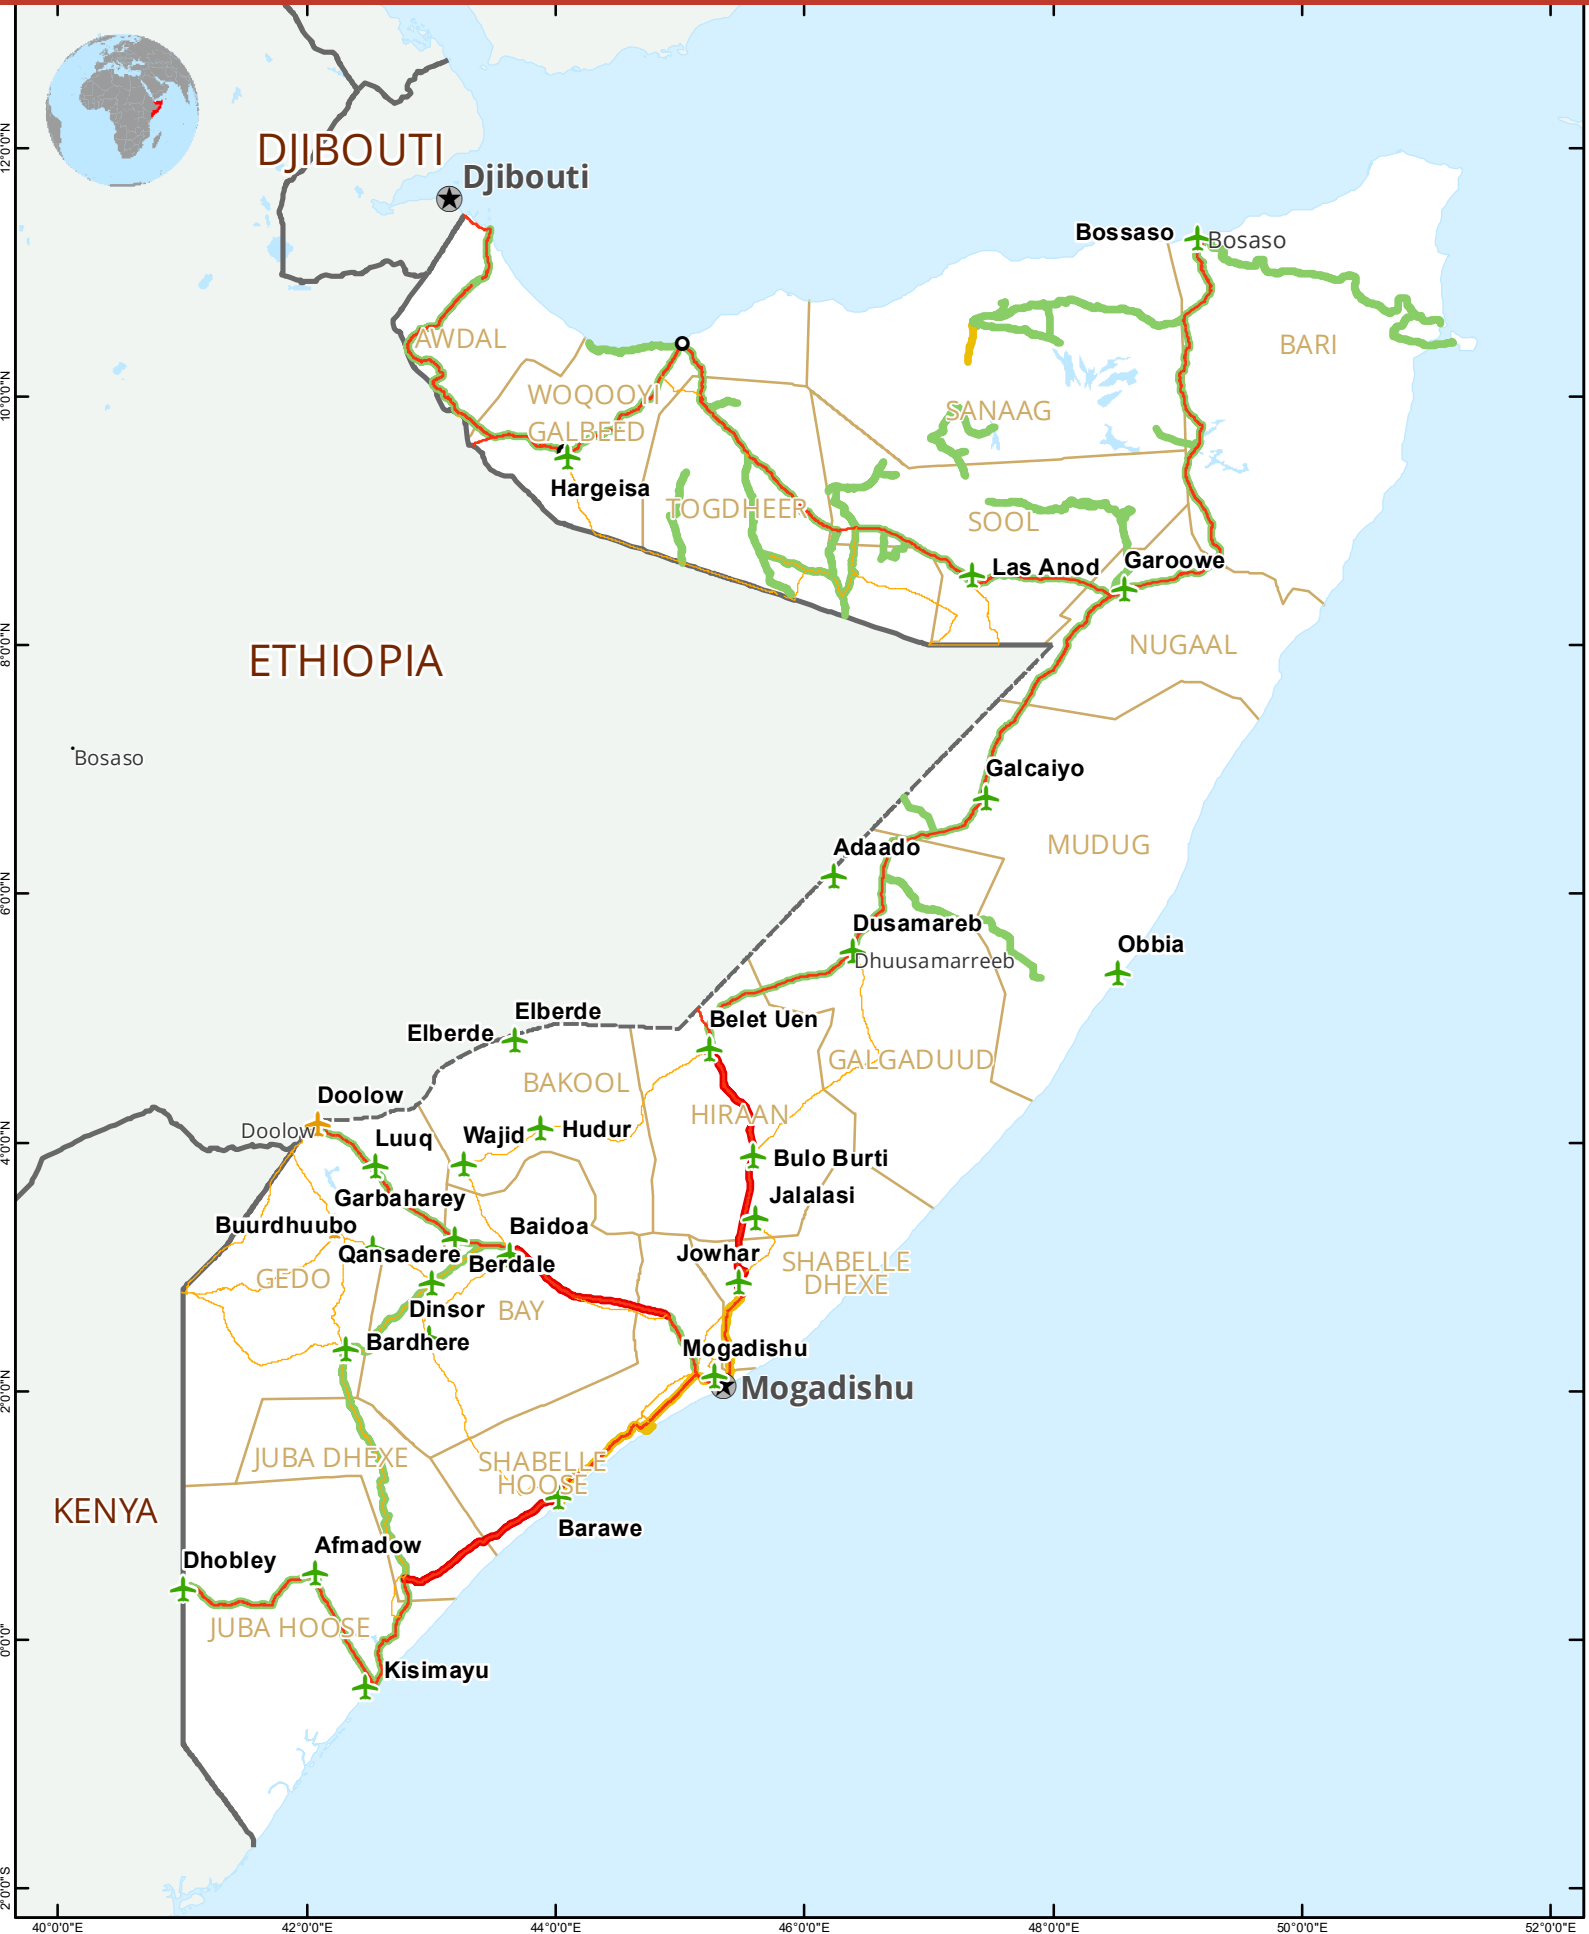 12°0'0"N
DJIBOUTI
Djibouti
Bossaso
Bosaso
AWDAL
BARI
10°0'0"N
WOQOOYI
GALBEED
SANAAG
Hargeisa
TOGDHEER
SOOL
Las Anod
Garoowe
8°0'0"N
NUGAAL
ETHIOPIA
Bosaso
Galcaiyo
Adaado
MUDUG
6°0'0"N
Dusamareb
Dhuusamarreeb
Obbia
Elberde
Elberde
Belet Uen
GALGADUUD
BAKOOL
Doolow
Doolow
HIRAAN
4°0'0"N
Luuq
Wajid
Hudur
Bulo Burti
Garbaharey
Jalalasi
Buurdhuubo
Baidoa
Qansadere
Berdale
Jowhar
SHABELLE
DHEXE
GEDO
Dinsor
BAY
Bardhere
Mogadishu
Mogadishu
2°0'0"N
JUBA DHEXE
SHABELLE
HOOSE
KENYA
Barawe
Afmadow
Dhobley
JUBA HOOSE
0°0'0"
Kisimayu
2°0'0"S
40°0'0"E
42°0'0"E
44°0'0"E
46°0'0"E
48°0'0"E
50°0'0"E
52°0'0"E